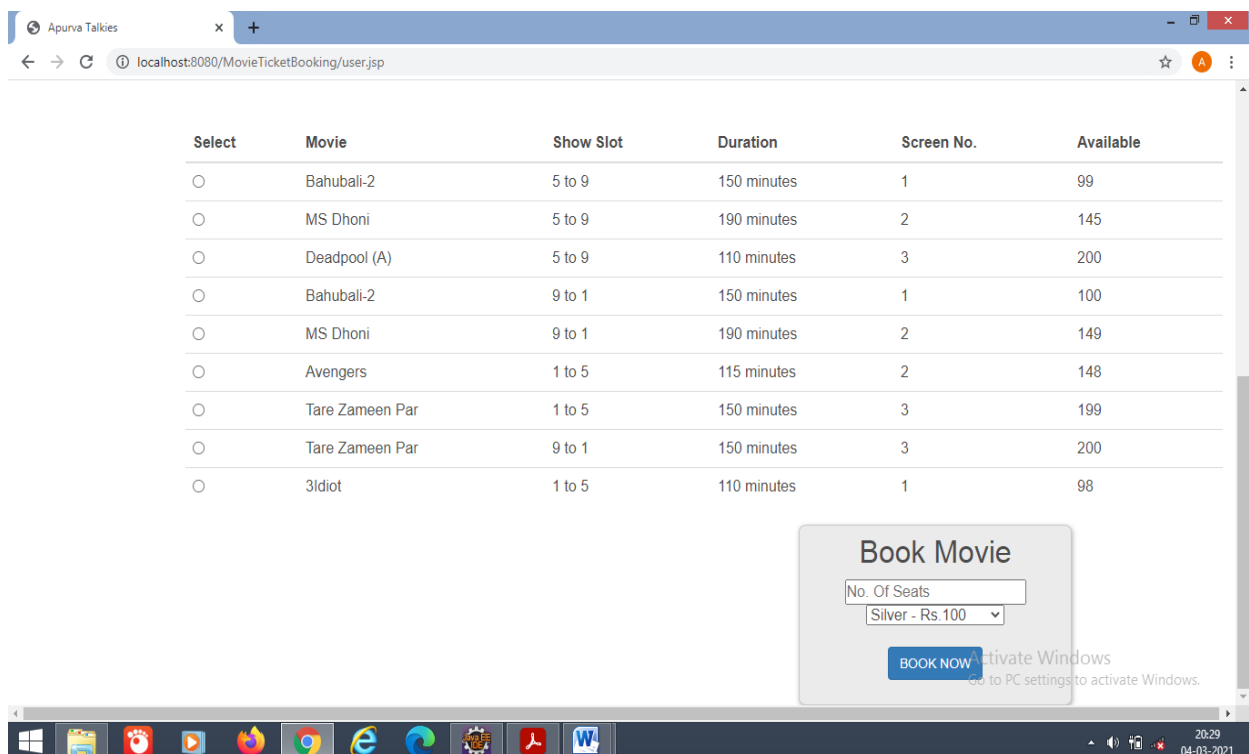 Apurva Talkies
localhost:8080/MovieTicketBooking/user.jsp
A
Select Movie Show Slot Duration Screen No. Available
Bahubali-2 5 to 9 150 minutes 1 99
MS Dhoni 5 to 9 190 minutes 2 145
Deadpool (A) 5 to 9 110 minutes 3 200
Bahubali-2 9 to 1 150 minutes 1 100
MS Dhoni 9 to 1 190 minutes 2 149
Avengers 1 to 5 115 minutes 2 148
Tare Zameen Par 1 to 5 150 minutes 3 199
Tare Zameen Par 9 to 1 150 minutes 3 200
3Idiot 1 to 5 110 minutes 1 98
Book Movie
No. Of Seats
Silver - Rs.100
BOOK NOW
Activate Windows
Go to PC settings to activate Windows.
Java EE
IDE
W
20:29
04-03-2021